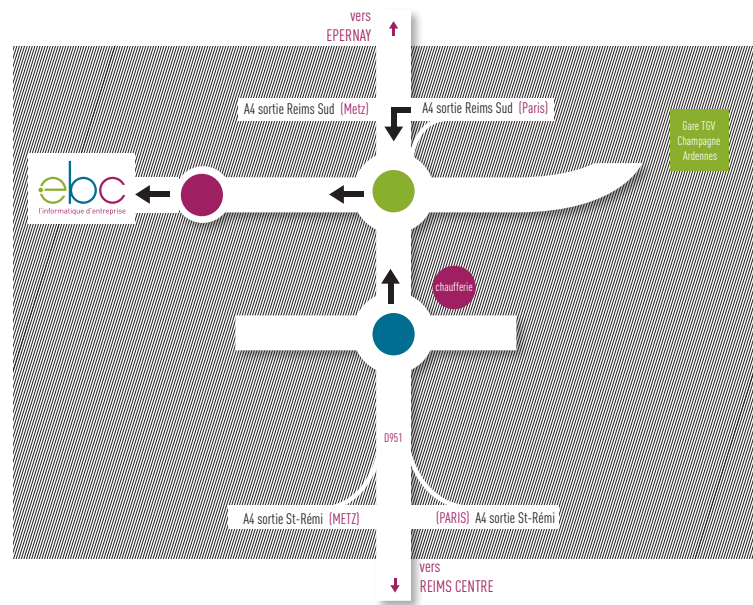 vers
EPERNAY
A4 sortie Reims Sud (Metz)
A4 sortie Reims Sud (Paris)
Gare TGV
Champagne
Ardennes
ebc
l'informatique d'entreprise
chaufferie
D951
A4 sortie St-Rémi (METZ)
(PARIS) A4 sortie St-Rémi
vers
REIMS CENTRE